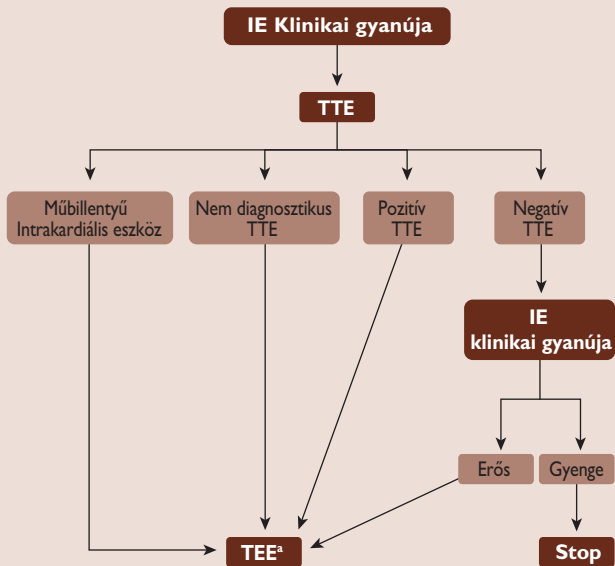 IE Klinikai gyanúja
TTE
Műbillentyű
Intrakardiális eszköz
Nem diagnosztikus
TTE
Pozitív
TTE
Negatív
TTE
IE
klinikai gyanúja
Erős
Gyenge
TEEª
Stop